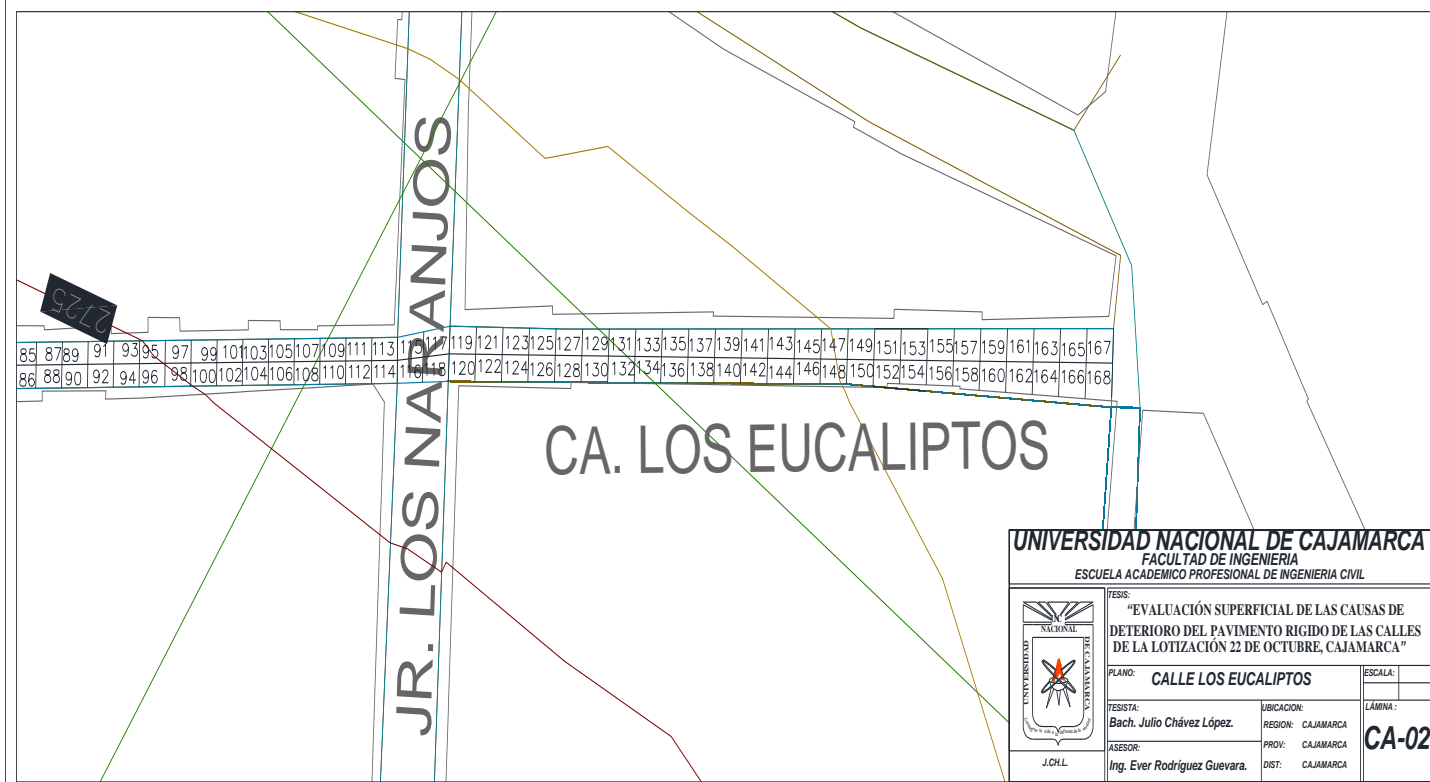 JR. LOS NARANJOS
2725
85 87 89 91 93 95 97 99 101 103 105 107 109 111 113 115 117 119 121 123 125 127 129 131 133 135 137 139 141 143 145 147 149 151 153 155 157 159 161 163 165 167
86 88 90 92 94 96 98 100 102 104 106 108 110 112 114 116 118 120 122 124 126 128 130 132 134 136 138 140 142 144 146 148 150 152 154 156 158 160 162 164 166 168
CA. LOS EUCALIPTOS
UNIVERSIDAD NACIONAL DE CAJAMARCA
FACULTAD DE INGENIERIA
ESCUELA ACADEMICO PROFESIONAL DE INGENIERIA CIVIL
NACIONAL
UNIVERSIDAD
DE CAJAMARCA
J.CH.L.
TESIS:
"EVALUACIÓN SUPERFICIAL DE LAS CAUSAS DE
DETERIORO DEL PAVIMENTO RIGIDO DE LAS CALLES
DE LA LOTIZACIÓN 22 DE OCTUBRE, CAJAMARCA"
PLANO: CALLE LOS EUCALIPTOS
ESCALA:
TESISTA:
Bach. Julio Chávez López.
ASESOR:
Ing. Ever Rodríguez Guevara.
UBICACION:
REGION: CAJAMARCA
PROV: CAJAMARCA
DIST: CAJAMARCA
LÁMINA :
CA-02